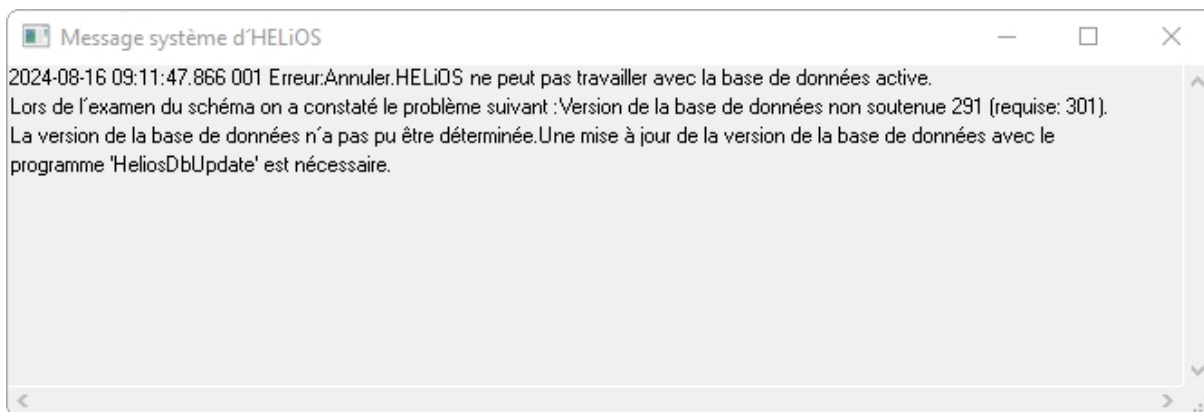 Message système d´HELiOS
2024-08-16 09:11:47.866 001 Erreur:Annuler.HELiOS ne peut pas travailler avec la base de données active.
Lors de l´examen du schéma on a constaté le problème suivant :Version de la base de données non soutenue 291 (requise: 301).
La version de la base de données n´a pas pu être déterminée.Une mise à jour de la version de la base de données avec le
programme 'HeliosDbUpdate' est nécessaire.